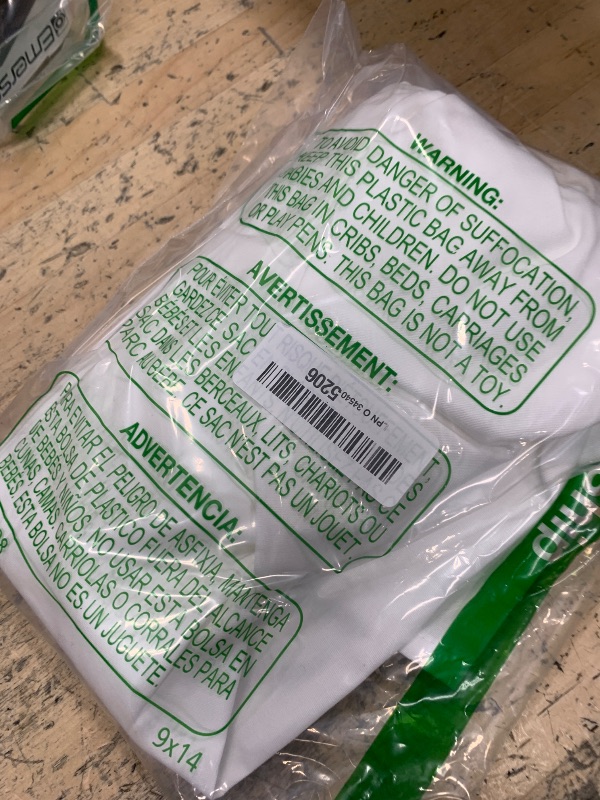 Emers
WARNING:
TO AVOID DANGER OF SUFFOCATION
KEEP THIS PLASTIC BAG AWAY FROM
BABIES AND CHILDREN. DO NOT USE
THIS BAG IN CRIBS, BEDS, CARRIAGES
OR PLAY PENS. THIS BAG IS NOT A TOY.
AVERTISSEMENT:
POUR EVITER TOU
GARDEZ CE SAC
BEBES ET LES EN
SAC DANS LES BERCEAUX, LITS, CHARIOTS OU
PARC AU BEBE. CE SAC N'EST PAS UN JOUET.
PN O 34540 5206
ADVERTENCIA:
PRA EVITAR EL PELIGRO DE ASFIXIA, MANTENGA
ESTA BOLSA DE PLASTICO FUERA DEL ALCANCE
DE BEBES Y NINOS. NO USAR ESTA BOLSA EN
CUNAS, CAMAS, CARRIOLAS O CORRALES PARA
BEBES. ESTA BOLSA NO ES UN JUGUETE
9x14